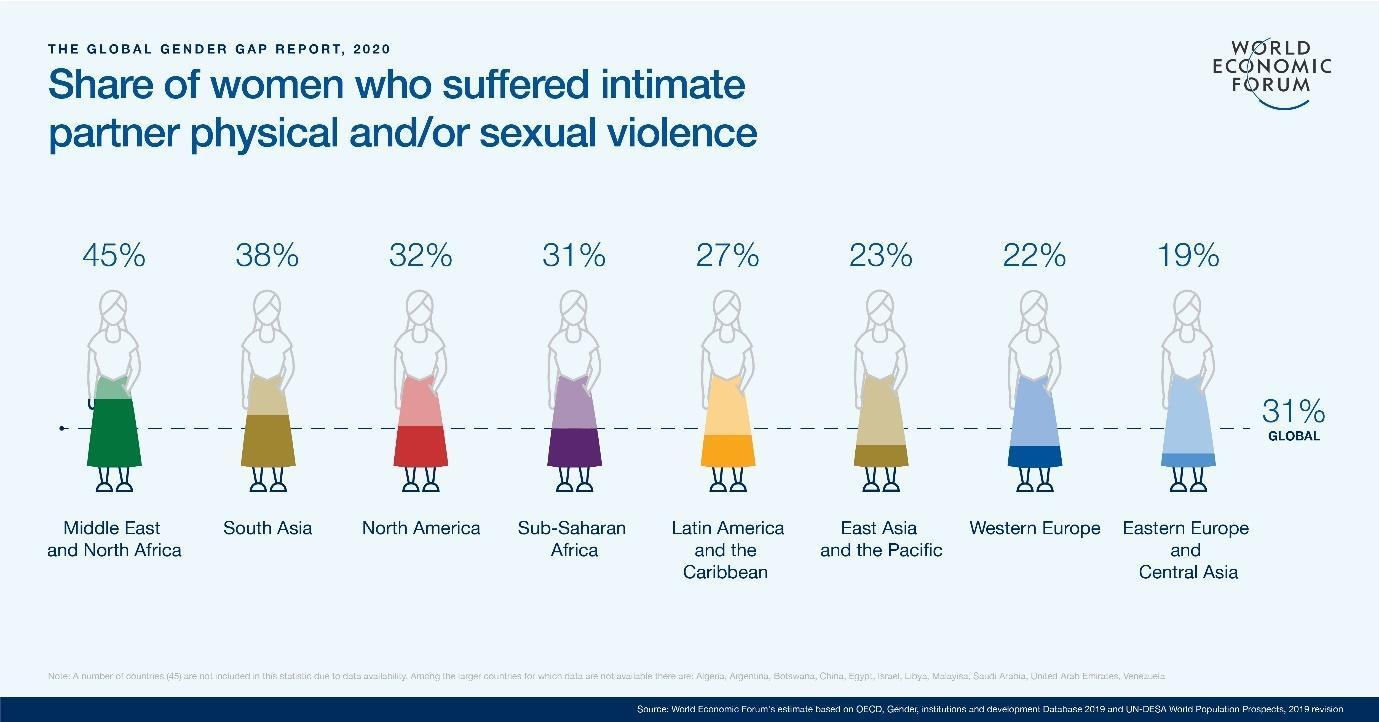 THE GLOBAL GENDER GAP REPORT, 2020
Share of women who suffered intimate
partner physical and/or sexual violence
WORLD
ECONOMIC
FORUM
45%
38%
32%
31%
27%
23%
22%
19%
31%
GLOBAL
Middle East
and North Africa
South Asia
North America
Sub-Saharan
Africa
Latin America
and the
Caribbean
East Asia
and the Pacific
Western Europe
Eastern Europe
and
Central Asia
Note: A number of countries (45) are not included in this statistic due to data availability. Among the larger countries for which data are not available there are: Algeria, Argentina, Botswana, China, Egypt, Israel, Libya, Malayisa, Saudi Arabia, United Arab Emirates, Venezuela
Source: World Economic Forum's estimate based on OECD, Gender, institutions and development Database 2019 and UN-DESA World Population Prospects, 2019 revision